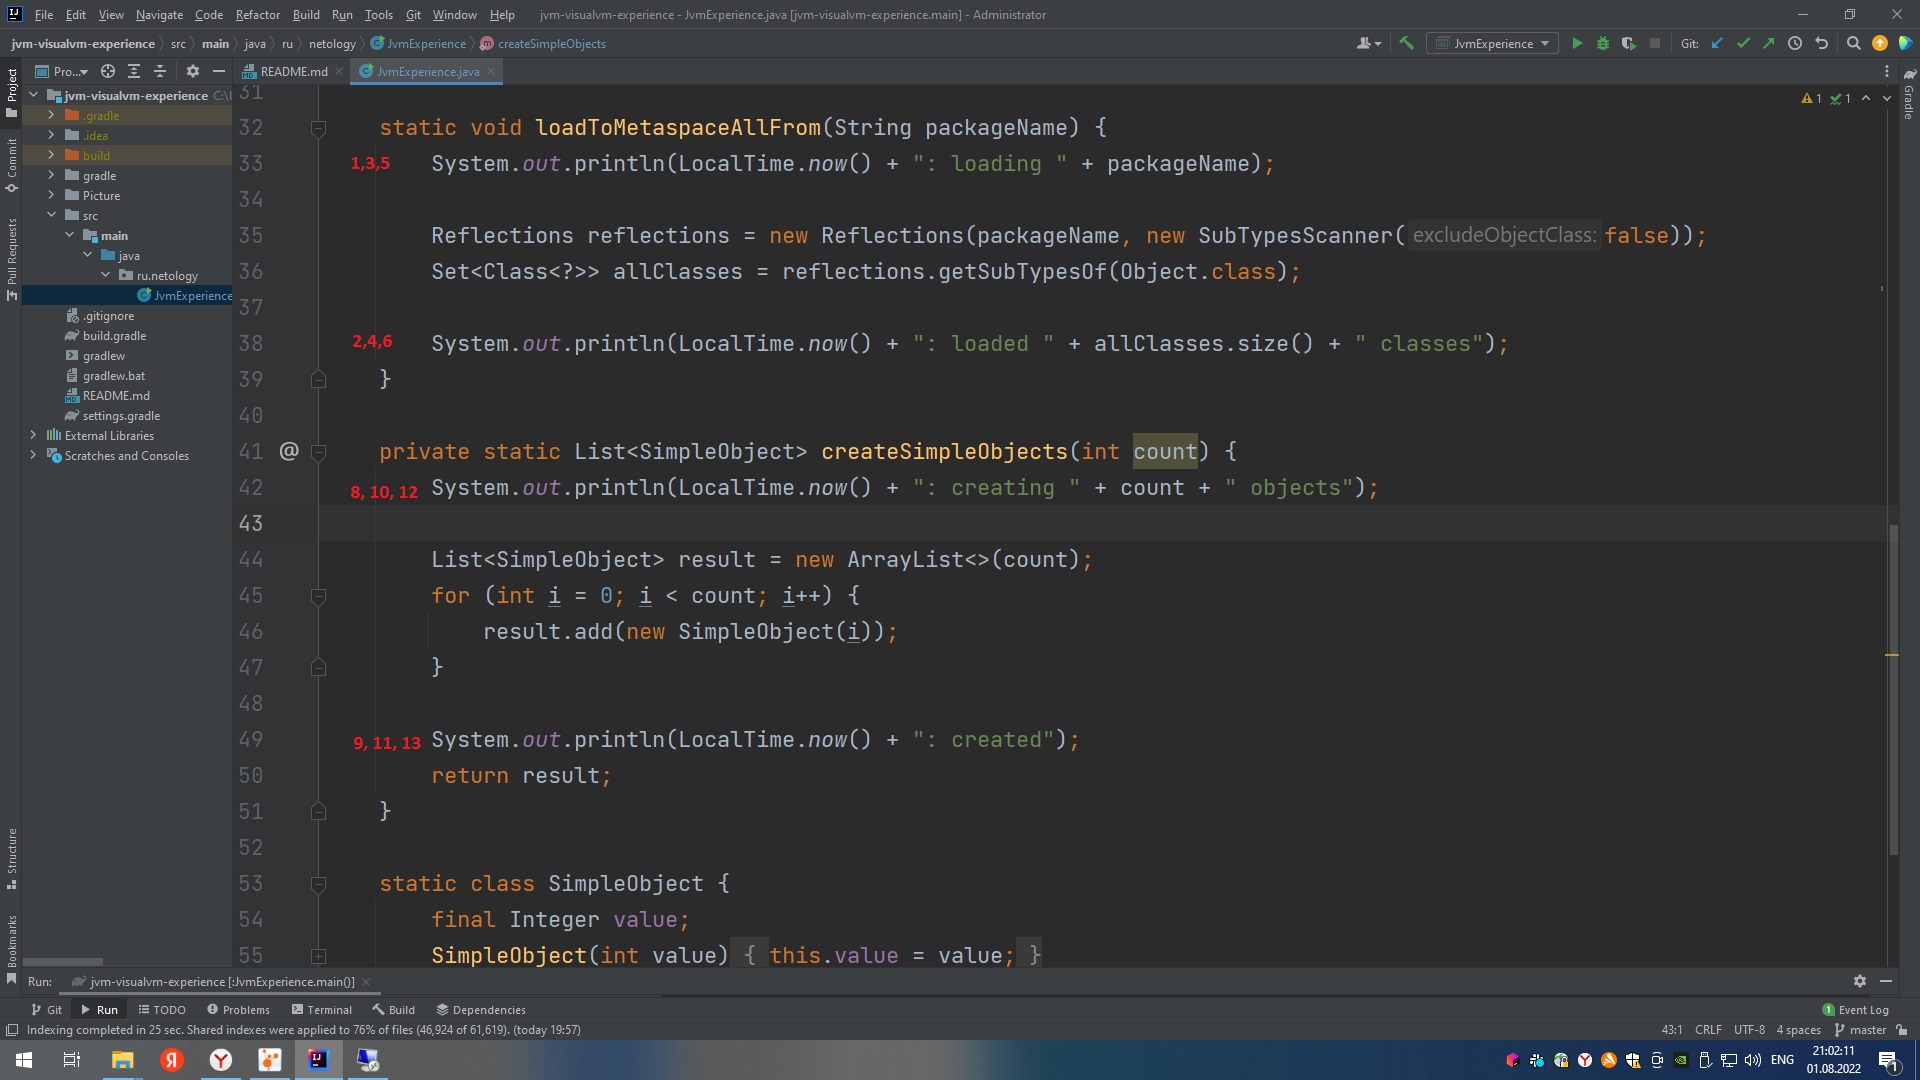 File Edit View Navigate Code Refactor Build Run Tools Git Window Help jvm-visualvm-experience - JvmExperience.java [jvm-visualvm-experience.main] - Administrator
jvm-visualvm-experience src main java ru netology JvmExperience createSimpleObjects JvmExperience Git:
Project
Commit
Pull Requests
Structure
Bookmarks
Gradle
Pro...
README.md JvmExperience.java
jvm-visualvm-experience C:\
.gradle
.idea
build
gradle
Picture
src
main
java
ru.netology
JvmExperience
.gitignore
build.gradle
gradlew
gradlew.bat
README.md
settings.gradle
External Libraries
Scratches and Consoles
1 1
31
32 static void loadToMetaspaceAllFrom(String packageName) {
33 1,3,5 System.out.println(LocalTime.now() + ": loading " + packageName);
34
35 Reflections reflections = new Reflections(packageName, new SubTypesScanner( excludeObjectClass: false));
36 Set<Class<?>> allClasses = reflections.getSubTypesOf(Object.class);
37
38 2,4,6 System.out.println(LocalTime.now() + ": loaded " + allClasses.size() + " classes");
39 }
40
41 @ private static List<SimpleObject> createSimpleObjects(int count) {
42 8, 10, 12 System.out.println(LocalTime.now() + ": creating " + count + " objects");
43
44 List<SimpleObject> result = new ArrayList<>(count);
45 for (int i = 0; i < count; i++) {
46 result.add(new SimpleObject(i));
47 }
48
49 9, 11, 13 System.out.println(LocalTime.now() + ": created");
50 return result;
51 }
52
53 static class SimpleObject {
54 final Integer value;
55 SimpleObject(int value) { this.value = value; }
Run: jvm-visualvm-experience [:JvmExperience.main()]
Git Run TODO Problems Terminal Build Dependencies 1 Event Log
Indexing completed in 25 sec. Shared indexes were applied to 76% of files (46,924 of 61,619). (today 19:57) 43:1 CRLF UTF-8 4 spaces master
ENG 21:02:11
01.08.2022
1